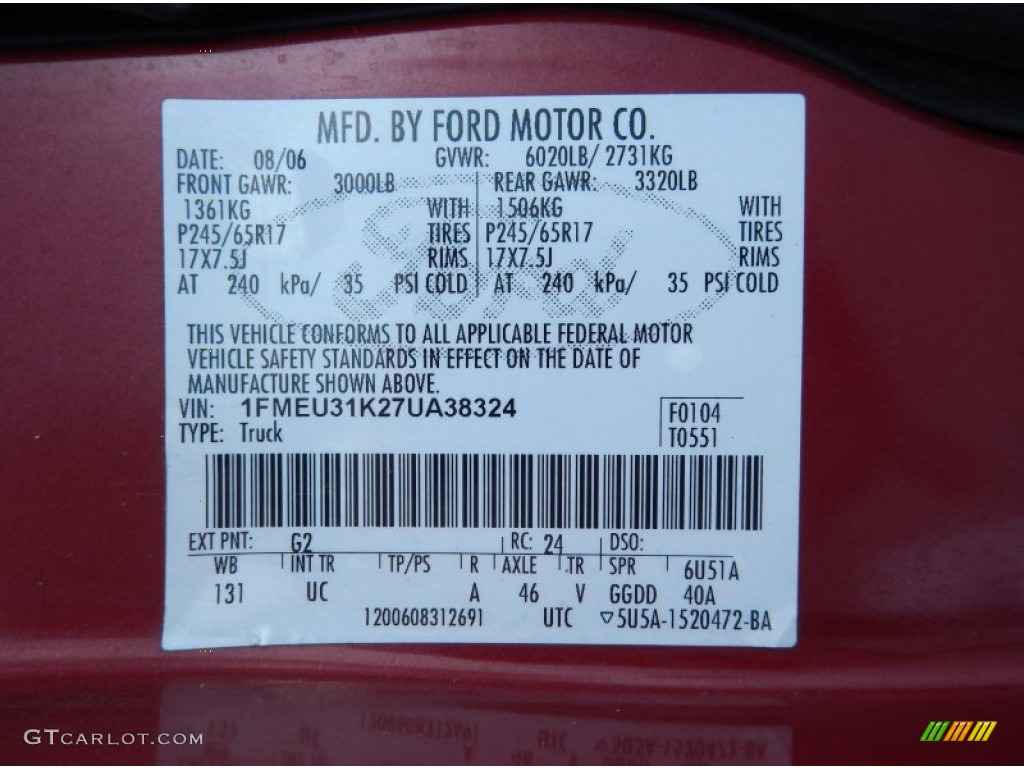 MFD. BY FORD MOTOR CO.
DATE: 08/06 GVWR: 6020LB/ 2731KG
FRONT GAWR: 3000LB REAR GAWR: 3320LB
1361KG WITH 1506KG WITH
P245/65R17 TIRES P245/65R17 TIRES
17X7.5J RIMS 17X7.5J RIMS
AT 240 kPa/ 35 PSI COLD AT 240 kPa/ 35 PSI COLD
Ford
THIS VEHICLE CONFORMS TO ALL APPLICABLE FEDERAL MOTOR
VEHICLE SAFETY STANDARDS IN EFFECT ON THE DATE OF
MANUFACTURE SHOWN ABOVE.
VIN: 1FMEU31K27UA38324
F0104
TYPE: Truck
T0551
EXT PNT: G2 RC: 24 DSO:
WB INT TR TP/PS R AXLE TR SPR 6U51A
131 UC A 46 V GGDD 40A
1200608312691 UTC ▽5U5A-1520472-BA
GTCARLOT.COM